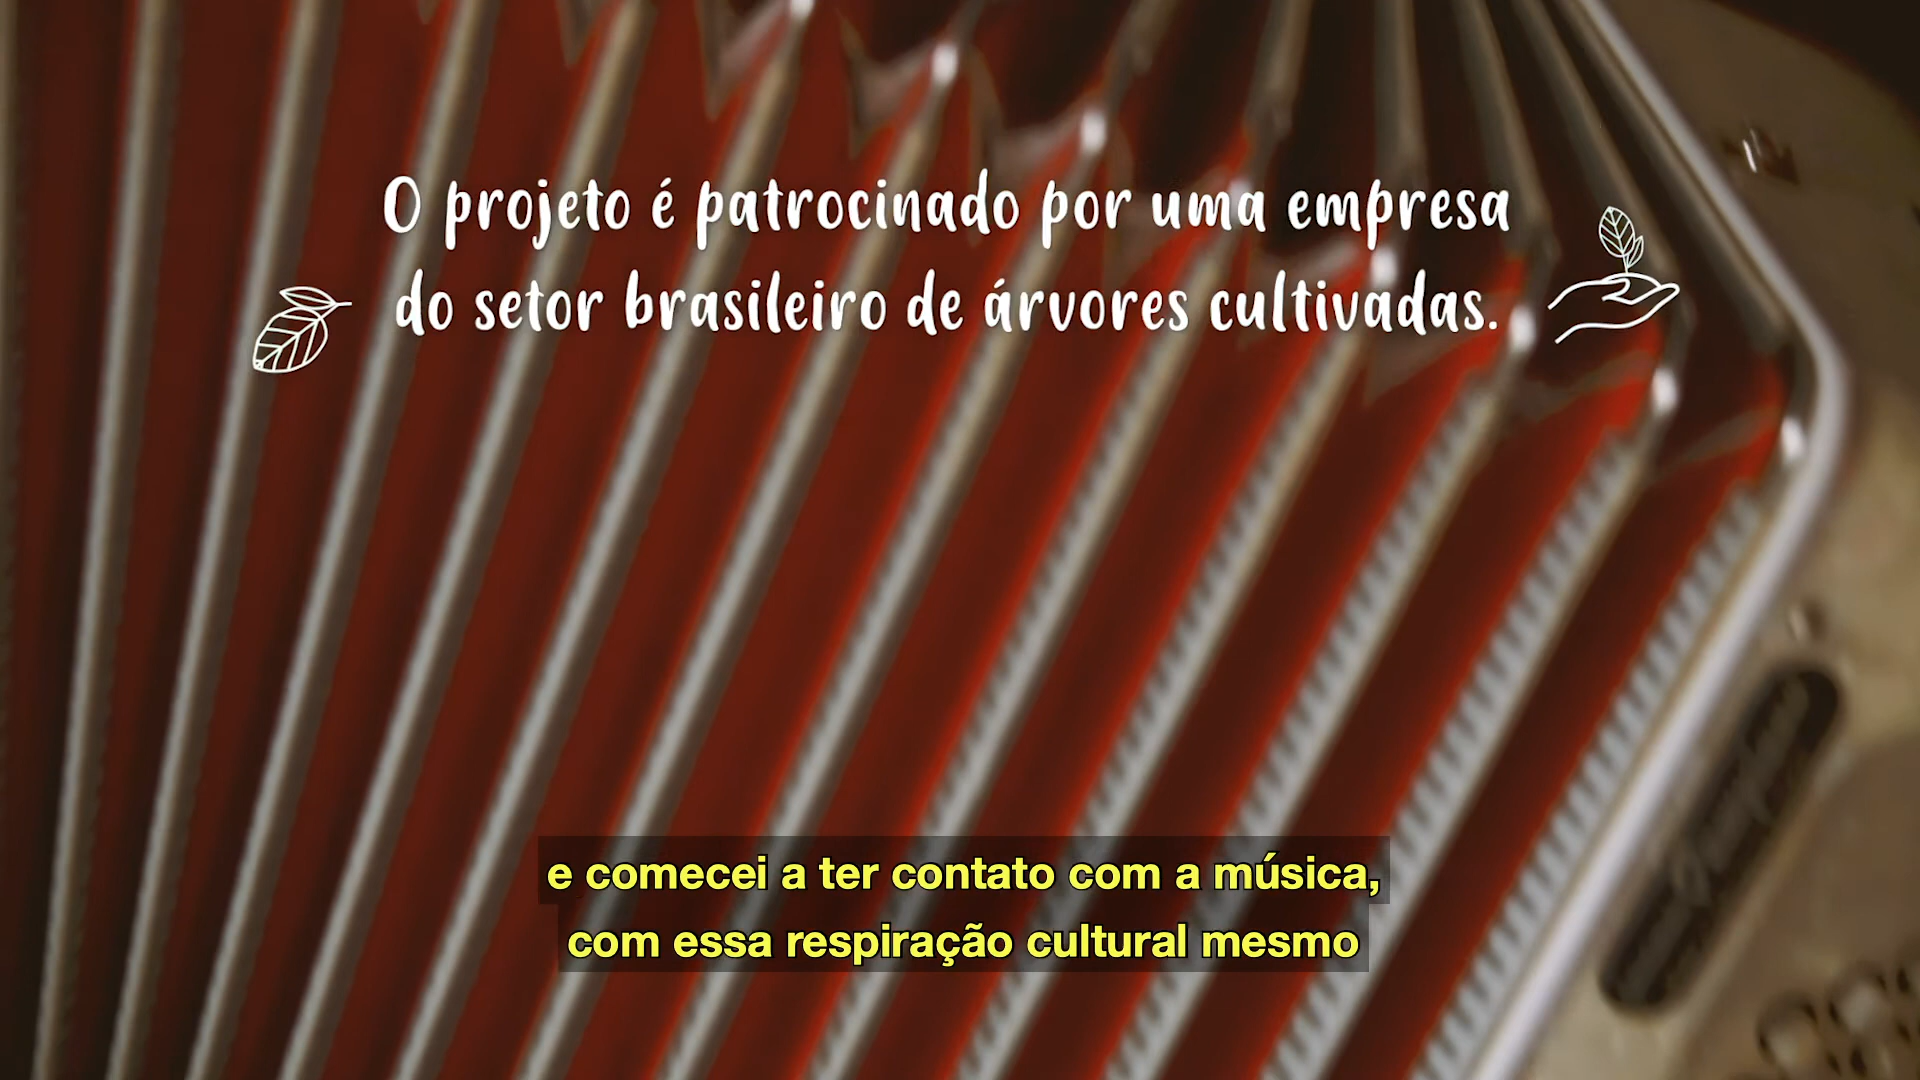 O projeto é patrocinado por uma empresa
do setor brasileiro de árvores cultivadas.
e comecei a ter contato com a música,
com essa respiração cultural mesmo